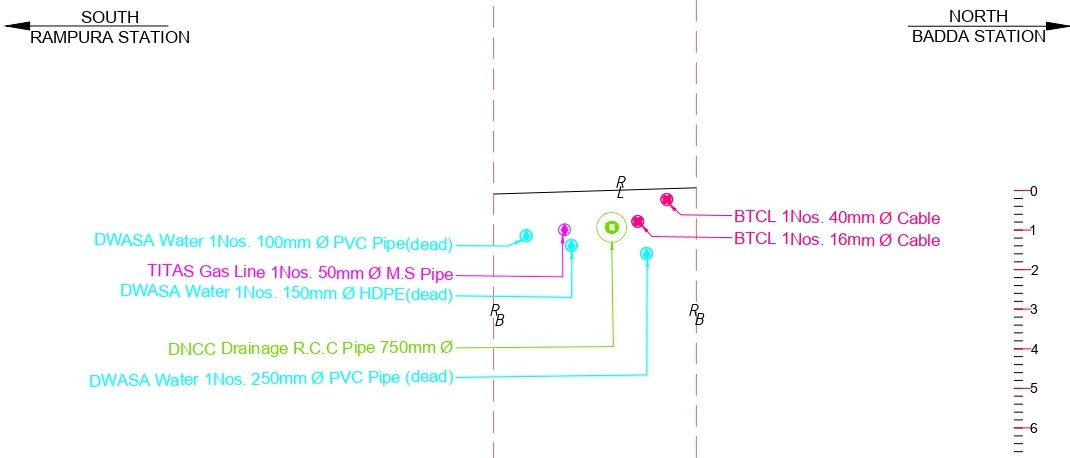 SOUTH
RAMPURA STATION
NORTH
BADDA STATION
R
L
0
BTCL 1Nos. 40mm Ø Cable
DWASA Water 1Nos. 100mm Ø PVC Pipe(dead)
BTCL 1Nos. 16mm Ø Cable
1
TITAS Gas Line 1Nos. 50mm Ø M.S Pipe
2
DWASA Water 1Nos. 150mm Ø HDPE(dead)
R
B
R
B
3
DNCC Drainage R.C.C Pipe 750mm Ø
4
DWASA Water 1Nos. 250mm Ø PVC Pipe (dead)
5
6